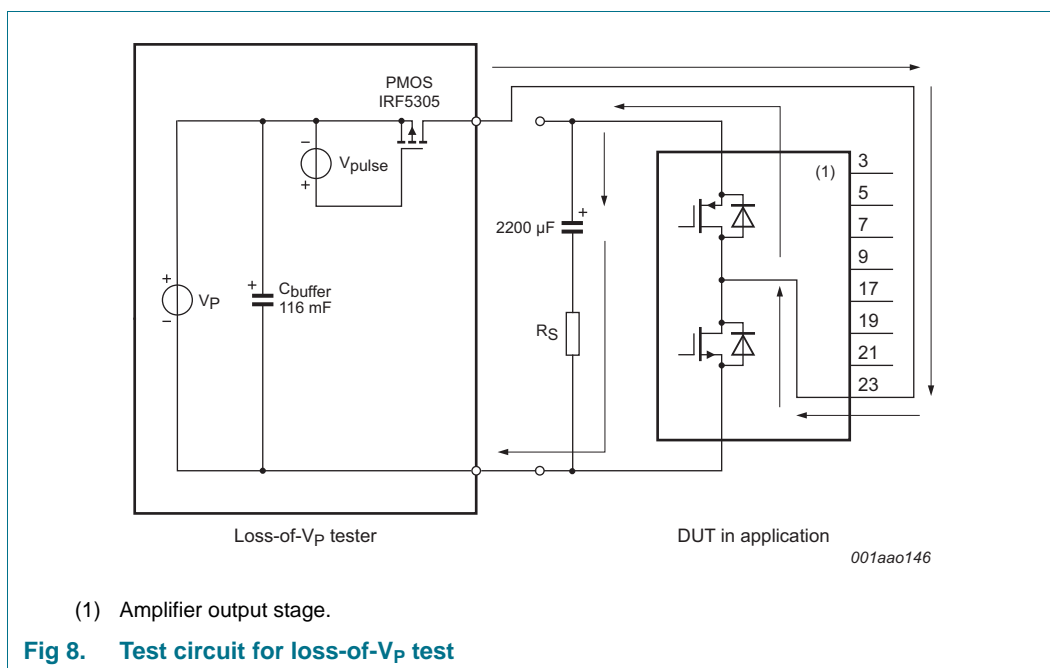 PMOS
IRF5305
−
Vpulse
+
+
VP
−
+
Cbuffer
116 mF
+
2200 µF
RS
(1)
3
5
7
9
17
19
21
23
Loss-of-VP tester
DUT in application
001aao146
(1) Amplifier output stage.
Fig 8. Test circuit for loss-of-VP test